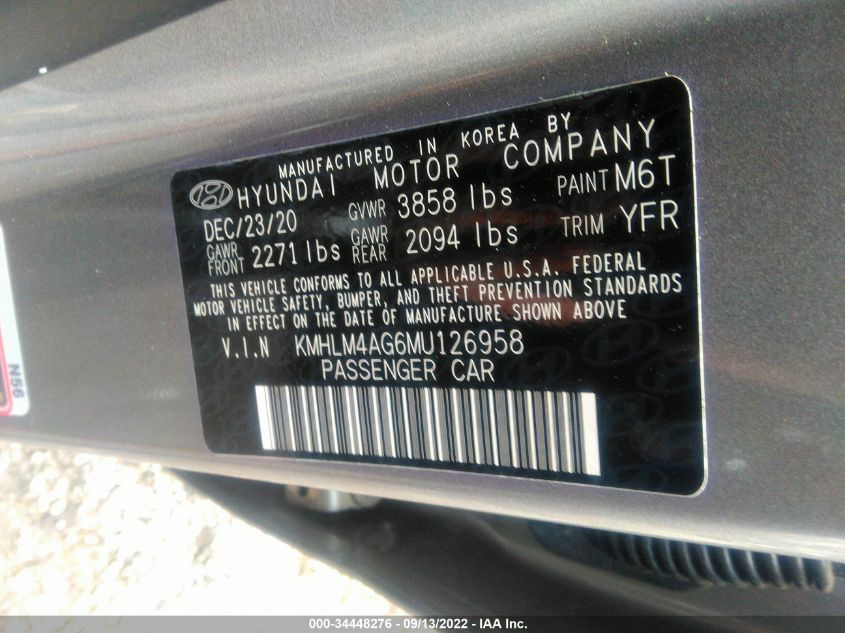 MANUFACTURED IN KOREA BY
HYUNDAI MOTOR COMPANY
DEC/23/20 GVWR 3858 lbs PAINT M6T
GAWR FRONT 2271 lbs GAWR REAR 2094 lbs TRIM YFR
THIS VEHICLE CONFORMS TO ALL APPLICABLE U.S.A. FEDERAL
MOTOR VEHICLE SAFETY, BUMPER, AND THEFT PREVENTION STANDARDS
IN EFFECT ON THE DATE OF MANUFACTURE SHOWN ABOVE
V.I.N KMHLM4AG6MU126958
PASSENGER CAR
N56
000-34448276 - 09/13/2022 - IAA Inc.